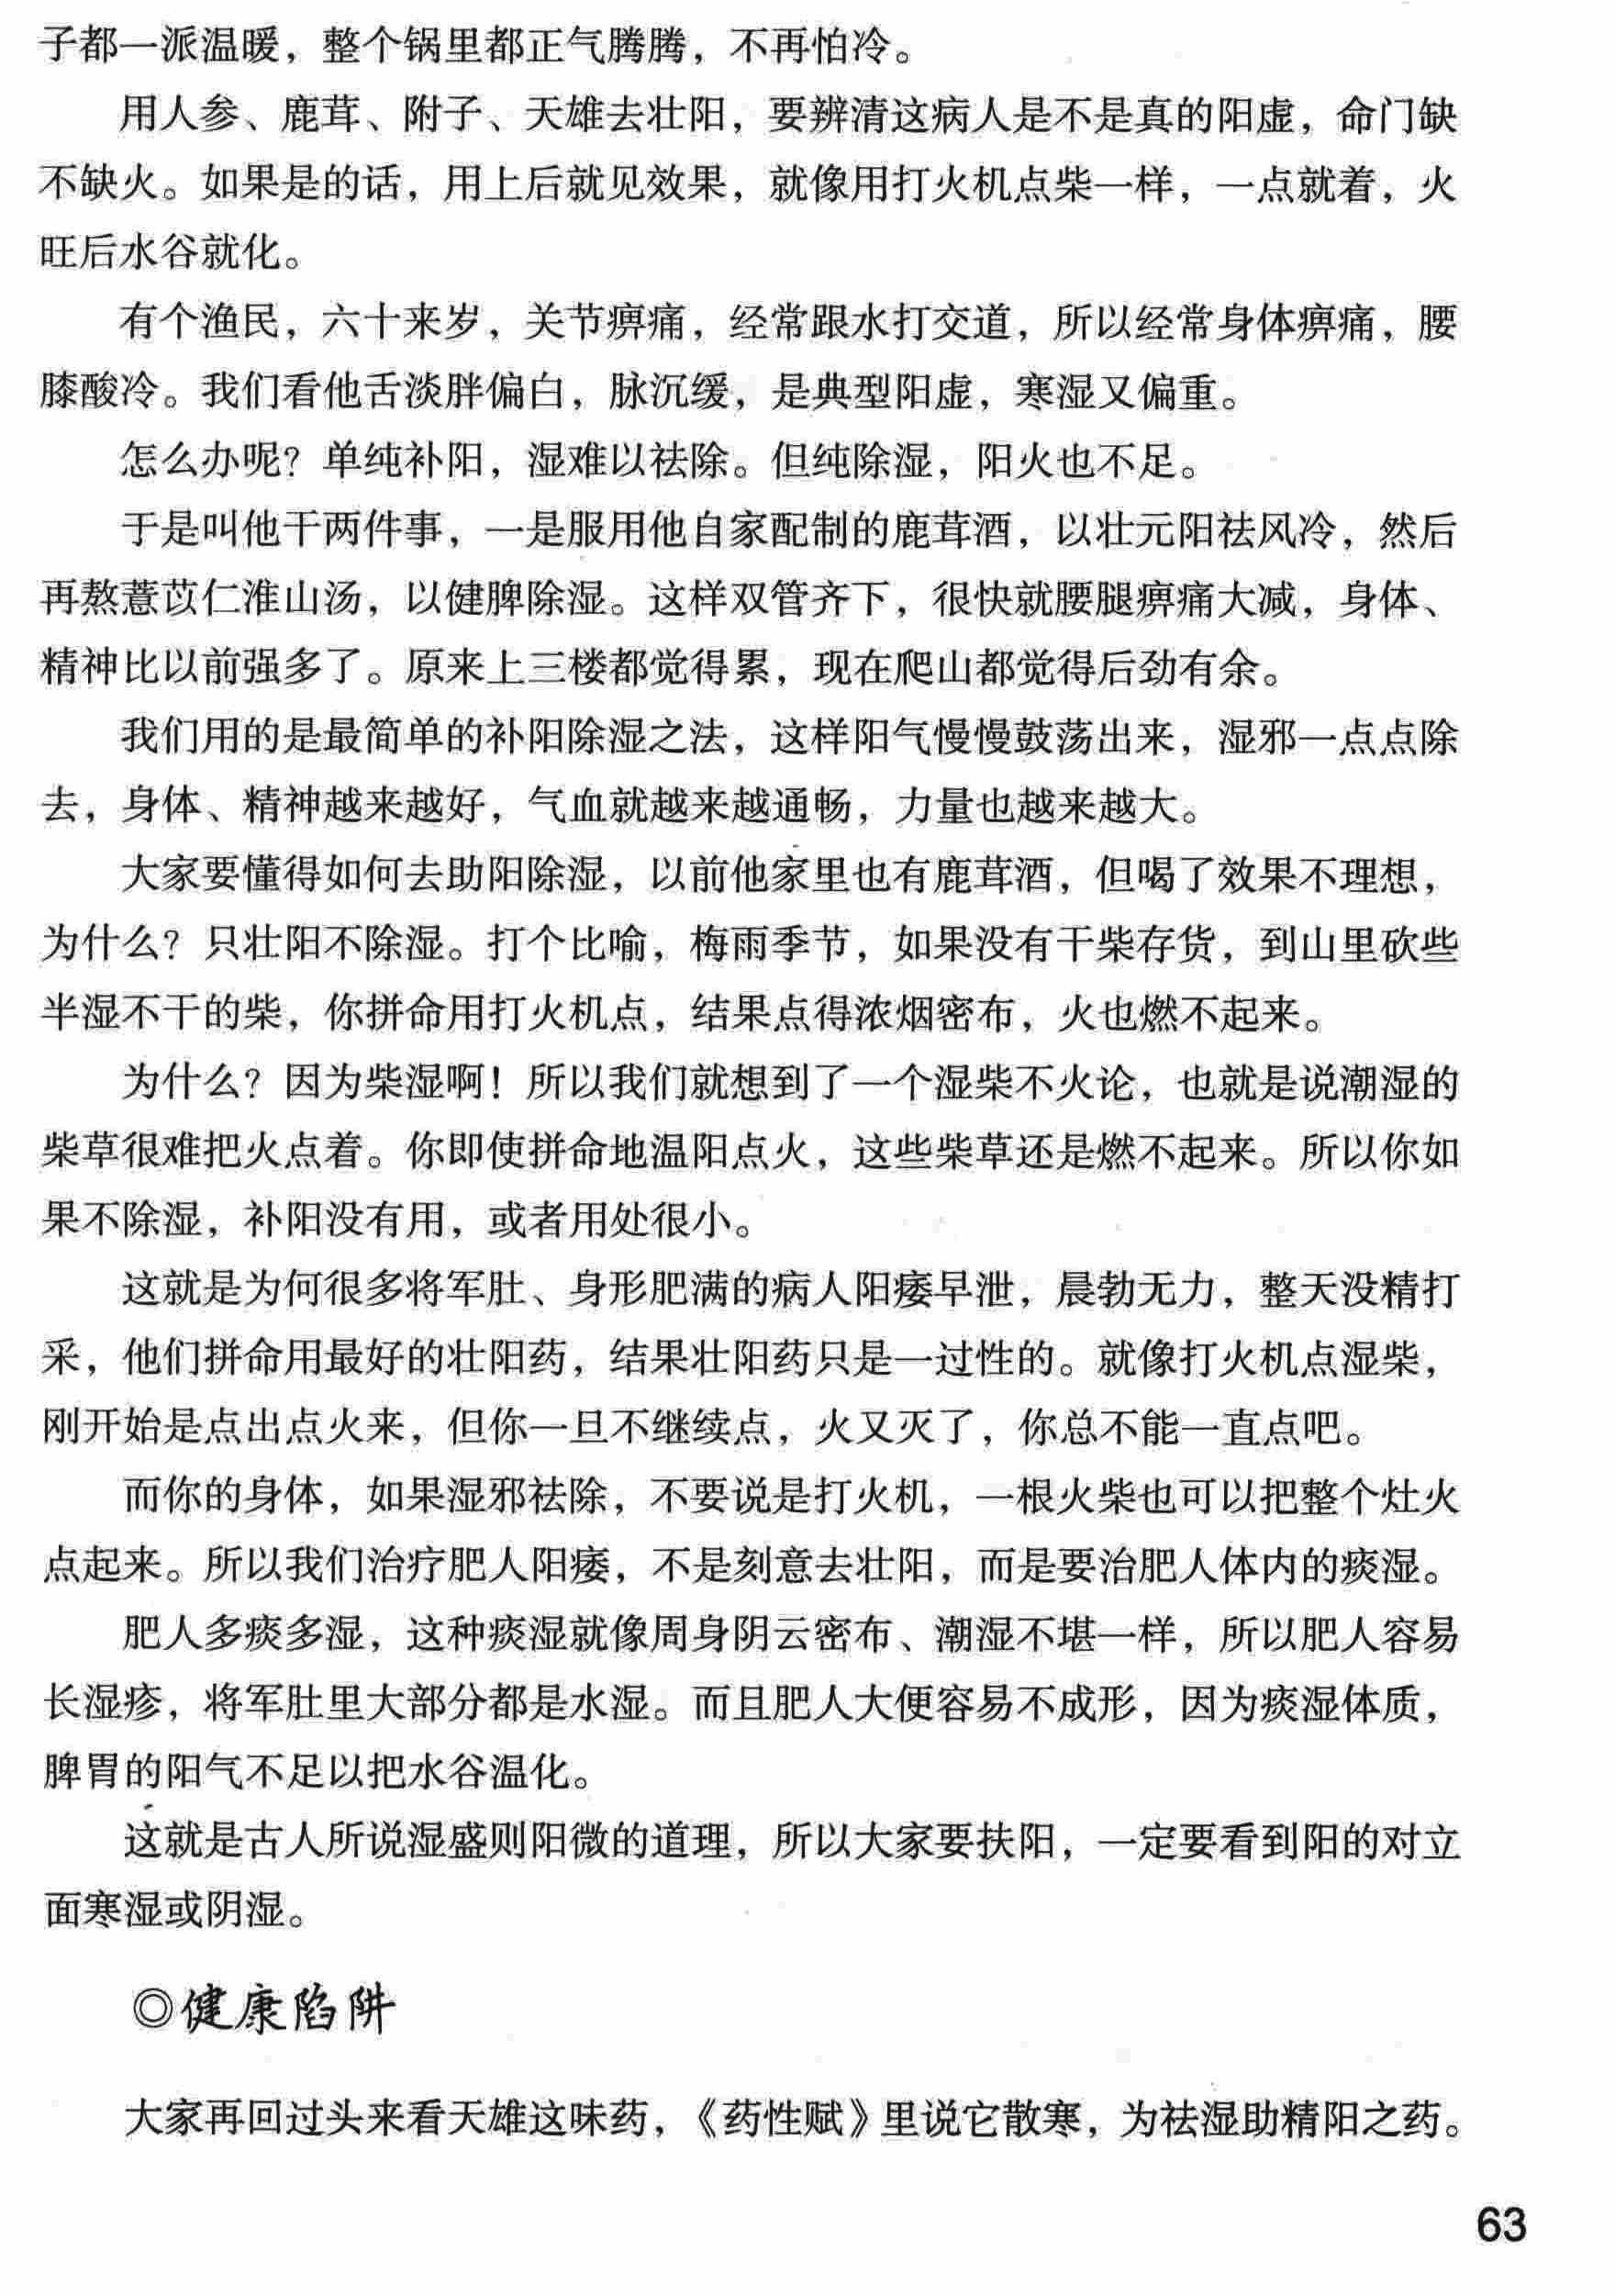 子都一派温暖，整个锅里都正气腾腾，不再怕冷。
用人参、鹿茸、附子、天雄去壮阳，要辨清这病人是不是真的阳虚，命门缺
不缺火。如果是的话，用上后就见效果，就像用打火机点柴一样，一点就着，火
旺后水谷就化。
有个渔民，六十来岁，关节痹痛，经常跟水打交道，所以经常身体痹痛，腰
膝酸冷。我们看他舌淡胖偏白，脉沉缓，是典型阳虚，寒湿又偏重。
怎么办呢？单纯补阳，湿难以祛除。但纯除湿，阳火也不足。
于是叫他干两件事，一是服用他自家配制的鹿茸酒，以壮元阳祛风冷，然后
再熬薏苡仁淮山汤，以健脾除湿。这样双管齐下，很快就腰腿痹痛大减，身体、
精神比以前强多了。原来上三楼都觉得累，现在爬山都觉得后劲有余。
我们用的是最简单的补阳除湿之法，这样阳气慢慢鼓荡出来，湿邪一点点除
去，身体、精神越来越好，气血就越来越通畅，力量也越来越大。
大家要懂得如何去助阳除湿，以前他家里也有鹿茸酒，但喝了效果不理想，
为什么？只壮阳不除湿。打个比喻，梅雨季节，如果没有干柴存货，到山里砍些
半湿不干的柴，你拼命用打火机点，结果点得浓烟密布，火也燃不起来。
为什么？因为柴湿啊！所以我们就想到了一个湿柴不火论，也就是说潮湿的
柴草很难把火点着。你即使拼命地温阳点火，这些柴草还是燃不起来。所以你如
果不除湿，补阳没有用，或者用处很小。
这就是为何很多将军肚、身形肥满的病人阳痿早泄，晨勃无力，整天没精打
采，他们拼命用最好的壮阳药，结果壮阳药只是一过性的。就像打火机点湿柴，
刚开始是点出点火来，但你一旦不继续点，火又灭了，你总不能一直点吧。
而你的身体，如果湿邪祛除，不要说是打火机，一根火柴也可以把整个灶火
点起来。所以我们治疗肥人阳痿，不是刻意去壮阳，而是要治肥人体内的痰湿。
肥人多痰多湿，这种痰湿就像周身阴云密布、潮湿不堪一样，所以肥人容易
长湿疹，将军肚里大部分都是水湿。而且肥人大便容易不成形，因为痰湿体质，
脾胃的阳气不足以把水谷温化。
这就是古人所说湿盛则阳微的道理，所以大家要扶阳，一定要看到阳的对立
面寒湿或阴湿。
◎健康陷阱
大家再回过头来看天雄这味药，《药性赋》里说它散寒，为祛湿助精阳之药。
63